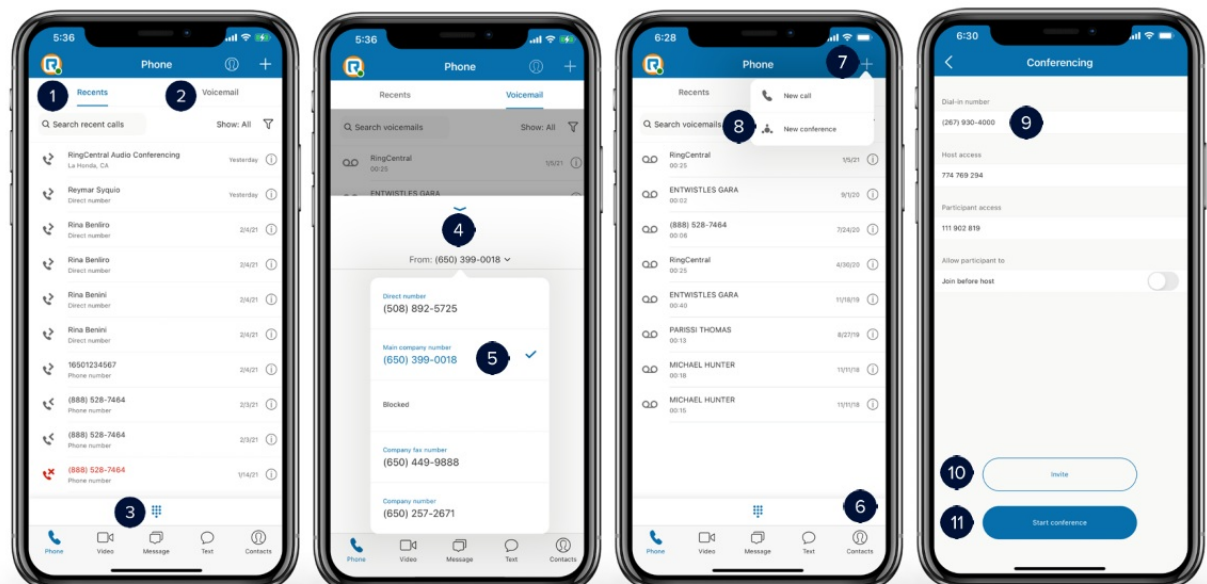 5:36
Phone
1
Recents
2
Voicemail
Search recent calls
Show: All
RingCentral Audio Conferencing
La Honda, CA
Yesterday
Reymar Syquio
Direct number
Yesterday
Rina Benliro
Direct number
2/4/21
Rina Benliro
Direct number
2/4/21
Rina Benini
Direct number
2/4/21
Rina Benini
Direct number
2/4/21
16501234567
Phone number
2/4/21
(888) 528-7464
Phone number
2/3/21
(888) 528-7464
Phone number
2/3/21
(888) 528-7464
Phone number
1/14/21
3
Phone
Video
Message
Text
Contacts
5:36
Phone
Recents
Voicemail
Search voicemails
Show: All
RingCentral
00:25
1/5/21
ENTWISTLES GARA
4
From: (650) 399-0018
Direct number
(508) 892-5725
Main company number
(650) 399-0018
5
Blocked
Company fax number
(650) 449-9888
Company number
(650) 257-2671
Phone
Video
Message
Text
Contacts
6:28
Phone
7
Recents
New call
8
New conference
Search voicemails
RingCentral
00:25
1/5/21
ENTWISTLES GARA
00:02
9/1/20
(888) 528-7464
00:06
7/24/20
RingCentral
00:25
4/30/20
ENTWISTLES GARA
00:40
11/18/19
PARISSI THOMAS
00:13
6/27/19
MICHAEL HUNTER
00:18
11/11/18
MICHAEL HUNTER
00:15
11/11/18
6
Phone
Video
Message
Text
Contacts
6:30
Conferencing
Dial-in number
(267) 930-4000
9
Host access
774 769 294
Participant access
111 902 819
Allow participant to
Join before host
10
Invite
11
Start conference